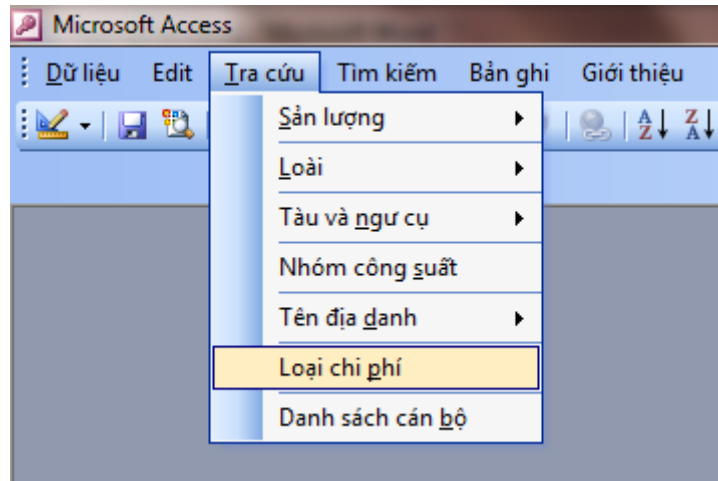 Microsoft Access
Dữ liệu Edit Tra cứu Tìm kiếm Bản ghi Giới thiệu
Sản lượng
Loài
Tàu và ngư cụ
Nhóm công suất
Tên địa danh
Loại chi phí
Danh sách cán bộ